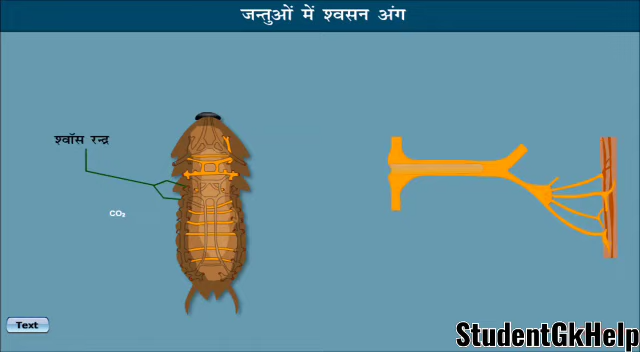 जन्तुओं में श्वसन अंग
श्वॉस रन्द्र
CO₂
Text
StudentGkHelp